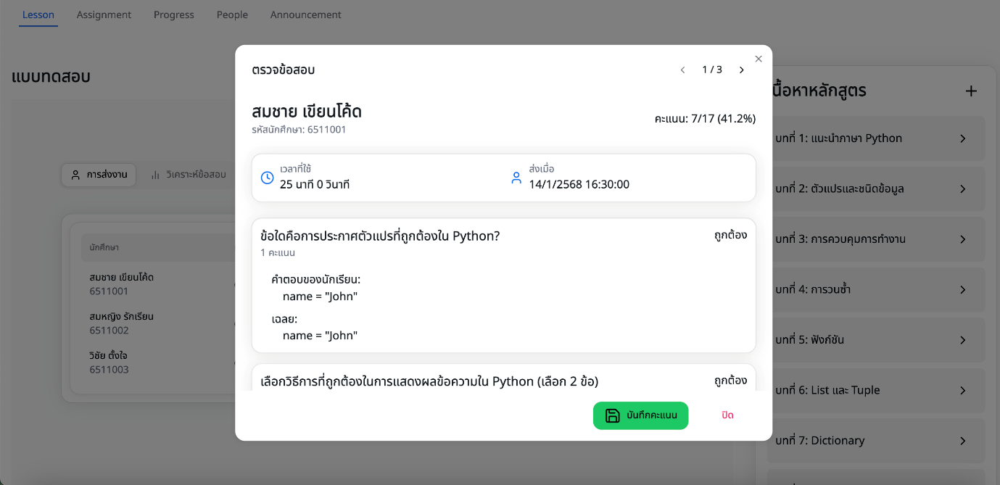 Lesson Assignment Progress People Announcement
แบบทดสอบ
การส่งงาน วิเคราะห์ข้อสอบ
นักศึกษา
สมชาย เขียนโค้ด
6511001
สมหญิง รักเรียน
6511002
วิชัย ตั้งใจ
6511003
ตรวจข้อสอบ
1 / 3
สมชาย เขียนโค้ด
รหัสนักศึกษา: 6511001
คะแนน: 7/17 (41.2%)
เวลาที่ใช้
25 นาที 0 วินาที
ส่งเมื่อ
14/1/2568 16:30:00
ข้อใดคือการประกาศตัวแปรที่ถูกต้องใน Python?
ถูกต้อง
1 คะแนน
คำตอบของนักเรียน:
name = "John"
เฉลย:
name = "John"
เลือกวิธีการที่ถูกต้องในการแสดงผลข้อความใน Python (เลือก 2 ข้อ)
ถูกต้อง
บันทึกคะแนน
ปิด
นื้อหาหลักสูตร
บทที่ 1: แนะนำภาษา Python
บทที่ 2: ตัวแปรและชนิดข้อมูล
บทที่ 3: การควบคุมการทำงาน
บทที่ 4: การวนซ้ำ
บทที่ 5: ฟังก์ชัน
บทที่ 6: List และ Tuple
บทที่ 7: Dictionary